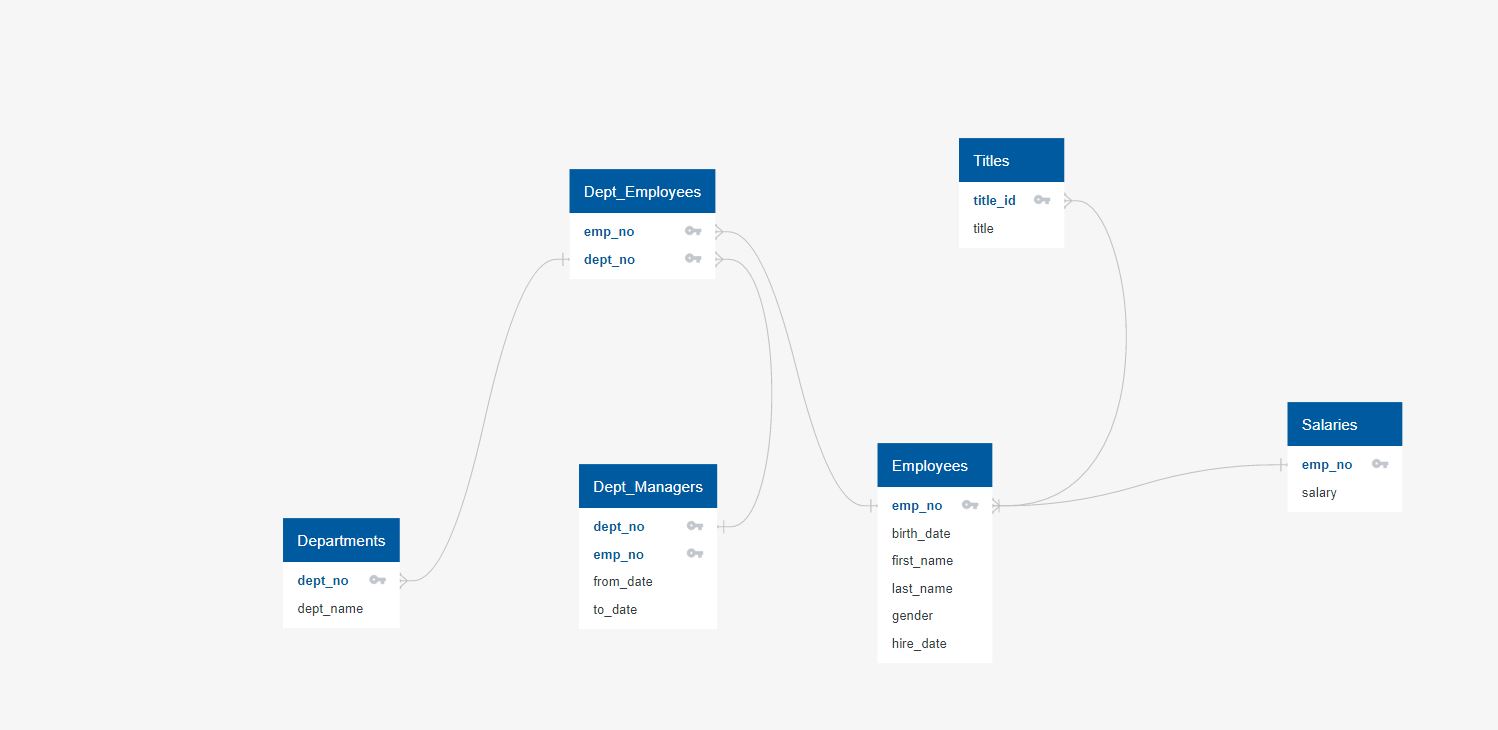 Titles
title_id
title
Dept_Employees
emp_no
dept_no
Salaries
emp_no
salary
Employees
emp_no
birth_date
first_name
last_name
gender
hire_date
Dept_Managers
dept_no
emp_no
from_date
to_date
Departments
dept_no
dept_name